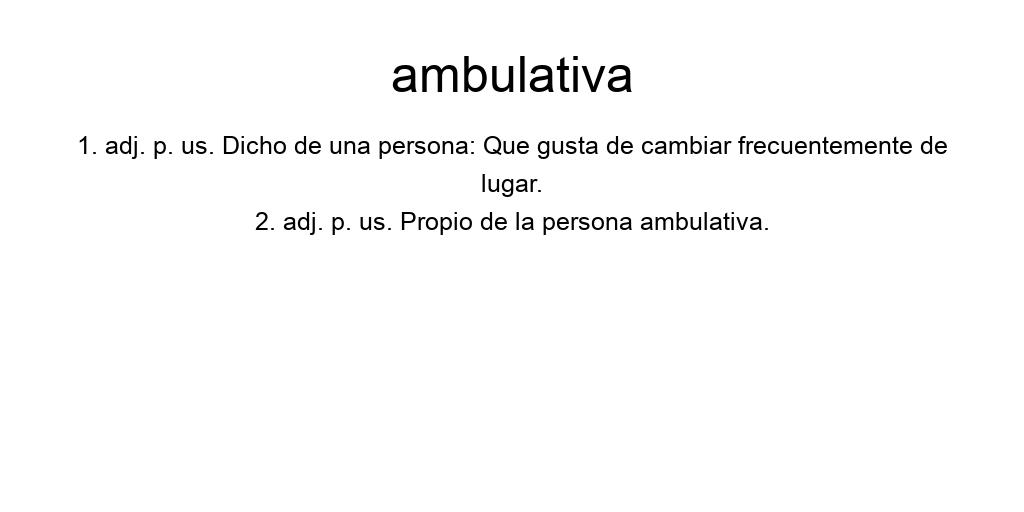 ambulativa
1. adj. p. us. Dicho de una persona: Que gusta de cambiar frecuentemente de
lugar.
2. adj. p. us. Propio de la persona ambulativa.